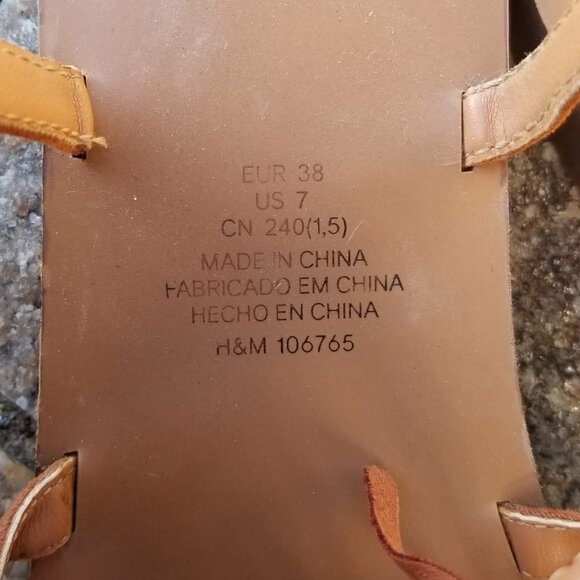 EUR 38
US 7
CN 240(1,5)
MADE IN CHINA
FABRICADO EM CHINA
HECHO EN CHINA
H&M 106765